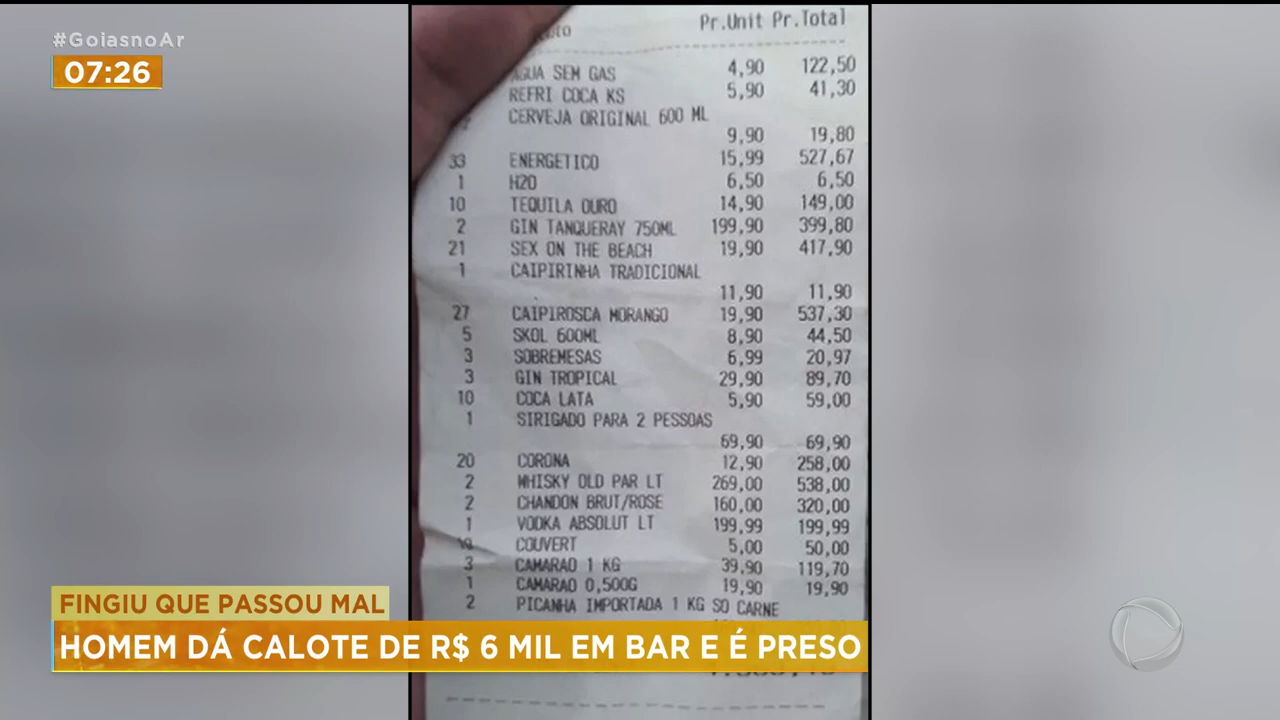 #GoiasnoAr
07:26
Pr.Unit Pr.Total
AGUA SEM GAS 4,90 122,50
REFRI COCA KS 5,90 41,30
CERVEJA ORIGINAL 600 ML
9,90 19,80
33 ENERGETICO 15,99 527,67
1 H2O 6,50 6,50
10 TEQUILA OURO 14,90 149,00
2 GIN TANQUERAY 750ML 199,90 399,80
21 SEX ON THE BEACH 19,90 417,90
1 CAIPIRINHA TRADICIONAL
11,90 11,90
27 CAIPIROSCA MORANGO 19,90 537,30
5 SKOL 600ML 8,90 44,50
3 SOBREMESAS 6,99 20,97
3 GIN TROPICAL 29,90 89,70
10 COCA LATA 5,90 59,00
1 SIRIGADO PARA 2 PESSOAS
69,90 69,90
20 CORONA 12,90 258,00
2 WHISKY OLD PAR LT 269,00 538,00
2 CHANDON BRUT/ROSE 160,00 320,00
1 VODKA ABSOLUT LT 199,99 199,99
COUVERT 5,00 50,00
3 CAMARAO 1 KG 39,90 119,70
1 CAMARAO 0,500G 19,90 19,90
2 PICANHA IMPORTADA 1 KG SO CARNE
FINGIU QUE PASSOU MAL
HOMEM DÁ CALOTE DE R$ 6 MIL EM BAR E É PRESO